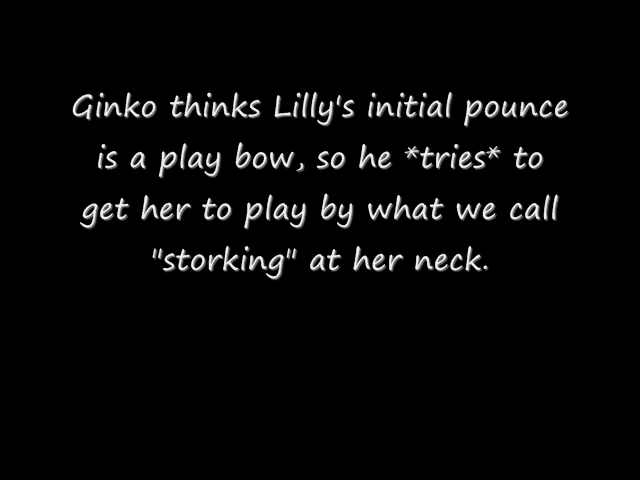 Ginko thinks Lilly's initial pounce
is a play bow, so he *tries* to
get her to play by what we call
"storking" at her neck.